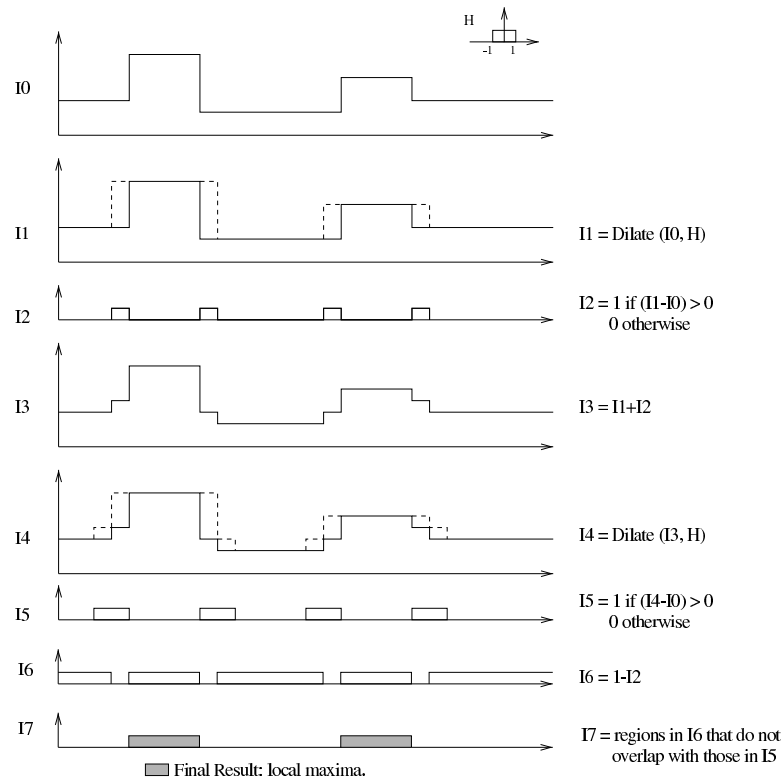 H
-1 1
I0
I1
I1 = Dilate (I0, H)
I2
I2 = 1 if (I1-I0) > 0
0 otherwise
I3
I3 = I1+I2
I4
I4 = Dilate (I3, H)
I5
I5 = 1 if (I4-I0) > 0
0 otherwise
I6
I6 = 1-I2
I7
I7 = regions in I6 that do not
overlap with those in I5
Final Result: local maxima.